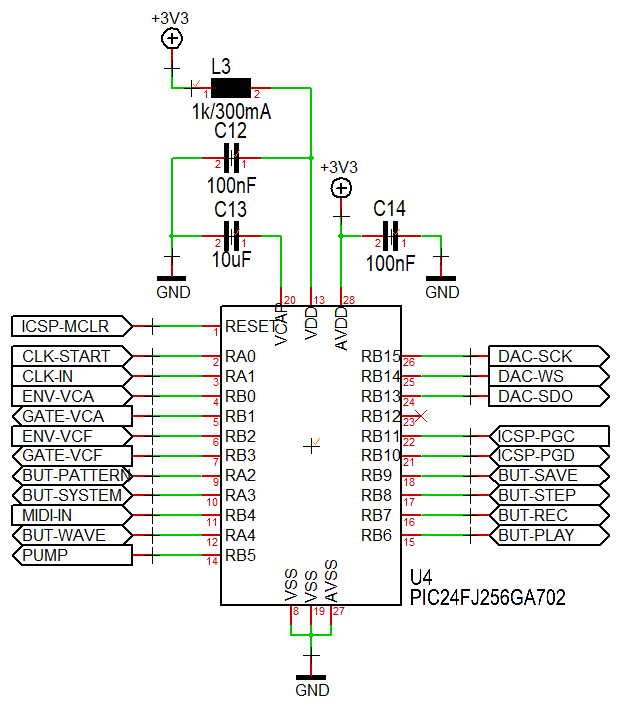 +3V3
L3
1
2
1k/300mA
C12
2
1
100nF
+3V3
C13
2
1
10uF
C14
2
1
100nF
GND
GND
20
13
28
VCAP
VDD
AVDD
ICSP-MCLR
1
RESET
CLK-START
2
RA0
RB15
26
DAC-SCK
CLK-IN
3
RA1
RB14
25
DAC-WS
ENV-VCA
4
RB0
RB13
24
DAC-SDO
GATE-VCA
5
RB1
RB12
23
ENV-VCF
6
RB2
RB11
22
ICSP-PGC
GATE-VCF
7
RB3
RB10
21
ICSP-PGD
BUT-PATTERN
9
RA2
RB9
18
BUT-SAVE
BUT-SYSTEM
10
RA3
RB8
17
BUT-STEP
MIDI-IN
11
RB4
RB7
16
BUT-REC
BUT-WAVE
12
RA4
RB6
15
BUT-PLAY
PUMP
14
RB5
VSS
VSS
AVSS
8
19
27
U4
PIC24FJ256GA702
GND